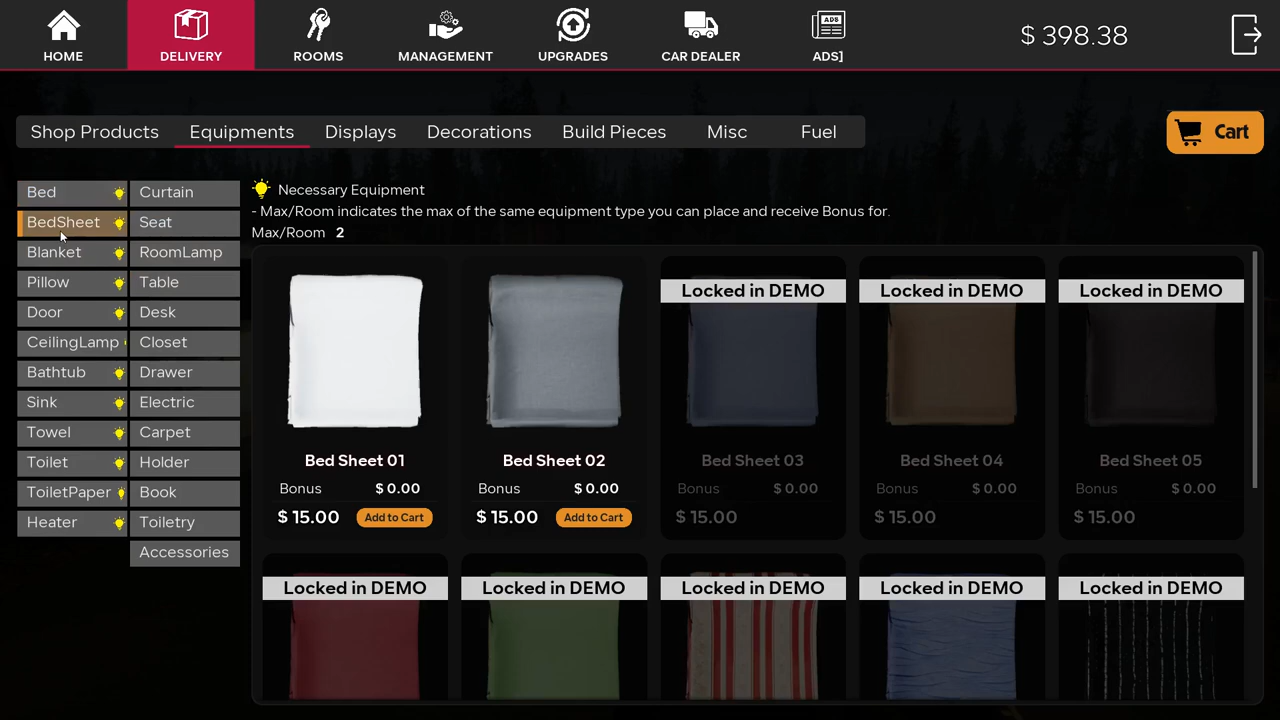 HOME
DELIVERY
ROOMS
MANAGEMENT
UPGRADES
CAR DEALER
ADS
ADS]
$ 398.38
Shop Products
Equipments
Displays
Decorations
Build Pieces
Misc
Fuel
Cart
Bed
BedSheet
Blanket
Pillow
Door
CeilingLamp
Bathtub
Sink
Towel
Toilet
ToiletPaper
Heater
Curtain
Seat
RoomLamp
Table
Desk
Closet
Drawer
Electric
Carpet
Holder
Book
Toiletry
Accessories
Necessary Equipment
- Max/Room indicates the max of the same equipment type you can place and receive Bonus for.
Max/Room 2
Bed Sheet 01
Bonus $ 0.00
$ 15.00 Add to Cart
Bed Sheet 02
Bonus $ 0.00
$ 15.00 Add to Cart
Locked in DEMO
Bed Sheet 03
Bonus $ 0.00
$ 15.00
Locked in DEMO
Bed Sheet 04
Bonus $ 0.00
$ 15.00
Locked in DEMO
Bed Sheet 05
Bonus $ 0.00
$ 15.00
Locked in DEMO
Locked in DEMO
Locked in DEMO
Locked in DEMO
Locked in DEMO